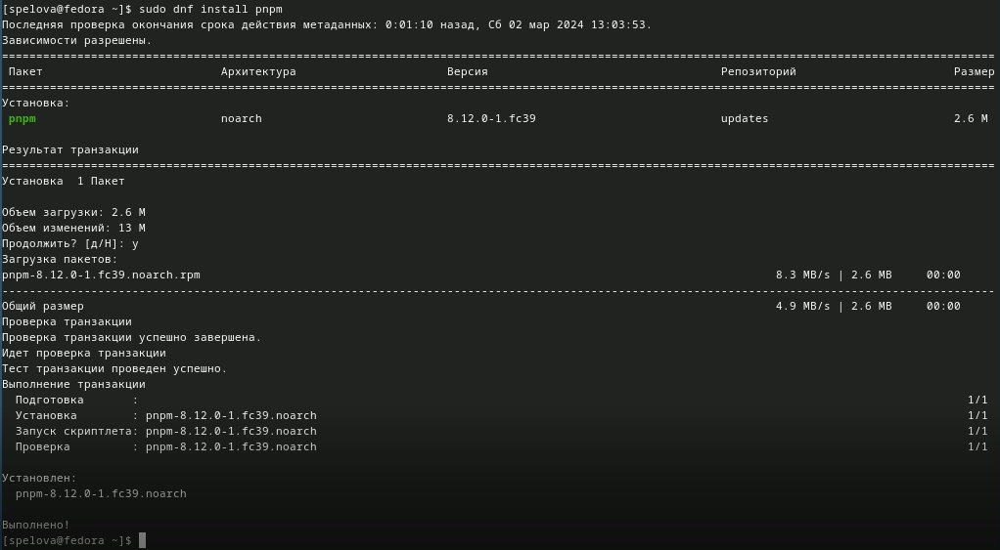 [spelova@fedora ~]$ sudo dnf install pnpm
Последняя проверка окончания срока действия метаданных: 0:01:10 назад, Сб 02 мар 2024 13:03:53.
Зависимости разрешены.
================================================================================
Пакет Архитектура Версия Репозиторий Размер
================================================================================
Установка:
pnpm noarch 8.12.0-1.fc39 updates 2.6 M
Результат транзакции
================================================================================
Установка 1 Пакет
Объем загрузки: 2.6 M
Объем изменений: 13 M
Продолжить? [д/Н]: y
Загрузка пакетов:
pnpm-8.12.0-1.fc39.noarch.rpm 8.3 MB/s | 2.6 MB 00:00
--------------------------------------------------------------------------------
Общий размер 4.9 MB/s | 2.6 MB 00:00
Проверка транзакции
Проверка транзакции успешно завершена.
Идет проверка транзакции
Тест транзакции проведен успешно.
Выполнение транзакции
Подготовка : 1/1
Установка : pnpm-8.12.0-1.fc39.noarch 1/1
Запуск скриптлета: pnpm-8.12.0-1.fc39.noarch 1/1
Проверка : pnpm-8.12.0-1.fc39.noarch 1/1
Установлен:
pnpm-8.12.0-1.fc39.noarch
Выполнено!
[spelova@fedora ~]$